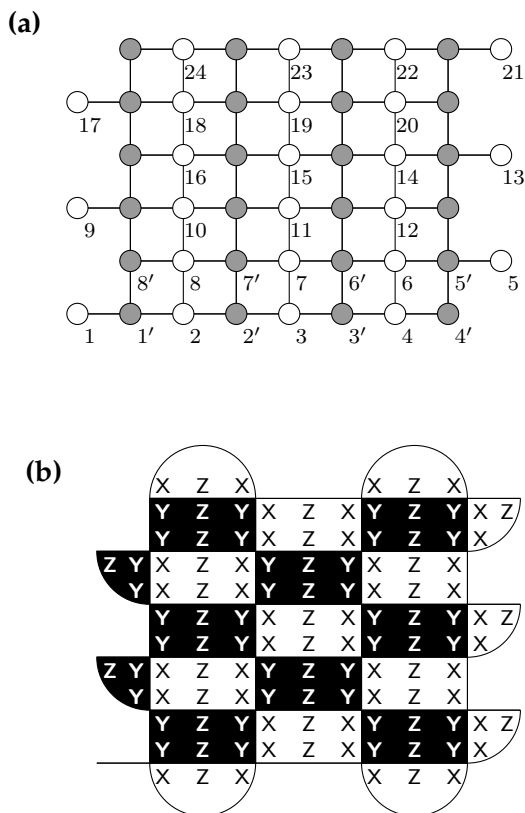 (a)
24 23 22 21
17 18 19 20
16 15 14 13
9 10 11 12
8′ 8 7′ 7 6′ 6 5′ 5
1 1′ 2 2′ 3 3′ 4 4′
(b)
X Z X X Z X
Y Z Y X Z X Y Z Y X Z
Y Z Y X Z X Y Z Y X
Z Y X Z X Y Z Y X Z X
Y X Z X Y Z Y X Z X
Y Z Y X Z X Y Z Y X Z
Y Z Y X Z X Y Z Y X
Z Y X Z X Y Z Y X Z X
Y X Z X Y Z Y X Z X
Y Z Y X Z X Y Z Y X Z
Y Z Y X Z X Y Z Y X
X Z X X Z X